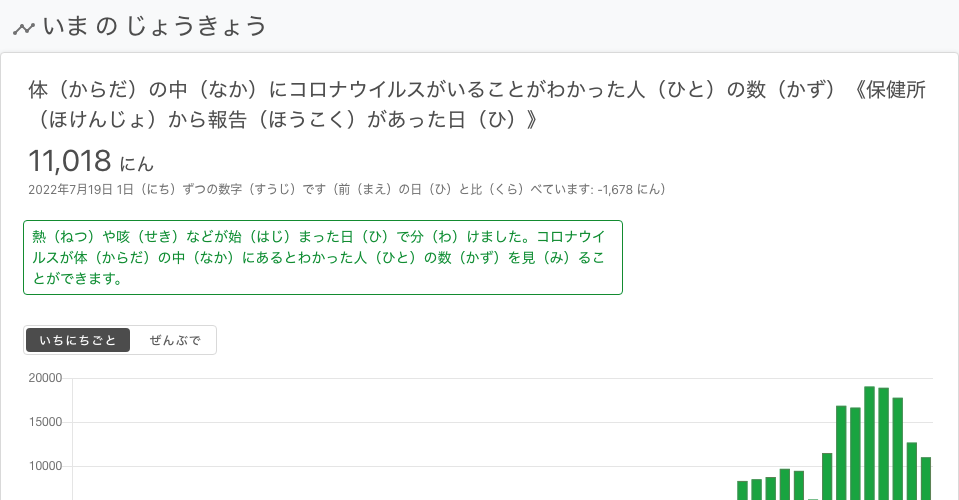 いま の じょうきょう
体（からだ）の中（なか）にコロナウイルスがいることがわかった人（ひと）の数（かず）《保健所
（ほけんじょ）から報告（ほうこく）があった日（ひ）》
11,018 にん
2022年7月19日 1日（にち）ずつの数字（すうじ）です（前（まえ）の日（ひ）と比（くら）べています: -1,678 にん）
熱（ねつ）や咳（せき）などが始（はじ）まった日（ひ）で分（わ）けました。コロナウイ
ルスが体（からだ）の中（なか）にあるとわかった人（ひと）の数（かず）を見（み）るこ
とができます。
いちにちごと ぜんぶで
20000
15000
10000